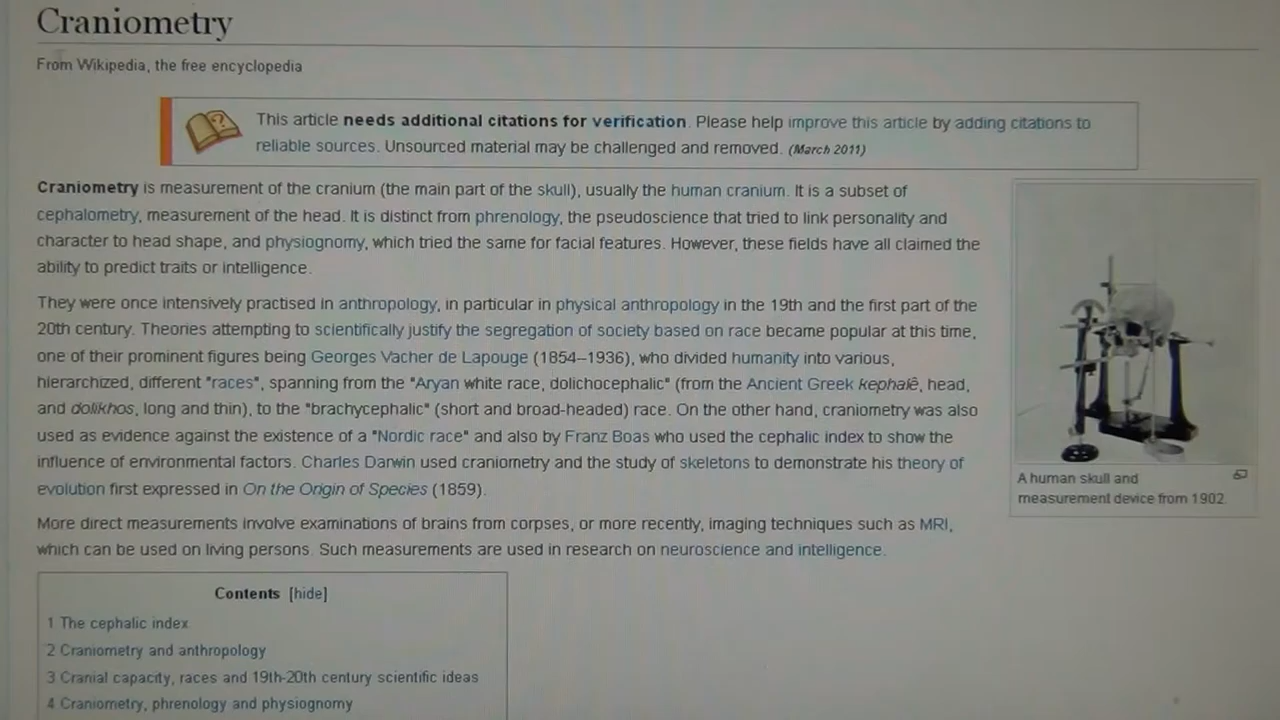 Craniometry
From Wikipedia, the free encyclopedia
This article needs additional citations for verification. Please help improve this article by adding citations to
reliable sources. Unsourced material may be challenged and removed. (March 2011)
Craniometry is measurement of the cranium (the main part of the skull), usually the human cranium. It is a subset of
cephalometry, measurement of the head. It is distinct from phrenology, the pseudoscience that tried to link personality and
character to head shape, and physiognomy, which tried the same for facial features. However, these fields have all claimed the
ability to predict traits or intelligence.
They were once intensively practised in anthropology, in particular in physical anthropology in the 19th and the first part of the
20th century. Theories attempting to scientifically justify the segregation of society based on race became popular at this time,
one of their prominent figures being Georges Vacher de Lapouge (1854–1936), who divided humanity into various,
hierarchized, different "races", spanning from the "Aryan white race, dolichocephalic" (from the Ancient Greek kephalê, head,
and dolikhos, long and thin), to the "brachycephalic" (short and broad-headed) race. On the other hand, craniometry was also
used as evidence against the existence of a "Nordic race" and also by Franz Boas who used the cephalic index to show the
influence of environmental factors. Charles Darwin used craniometry and the study of skeletons to demonstrate his theory of
evolution first expressed in On the Origin of Species (1859).
More direct measurements involve examinations of brains from corpses, or more recently, imaging techniques such as MRI,
which can be used on living persons. Such measurements are used in research on neuroscience and intelligence.
A human skull and
measurement device from 1902.
Contents [hide]
1 The cephalic index
2 Craniometry and anthropology
3 Cranial capacity, races and 19th-20th century scientific ideas
4 Craniometry, phrenology and physiognomy